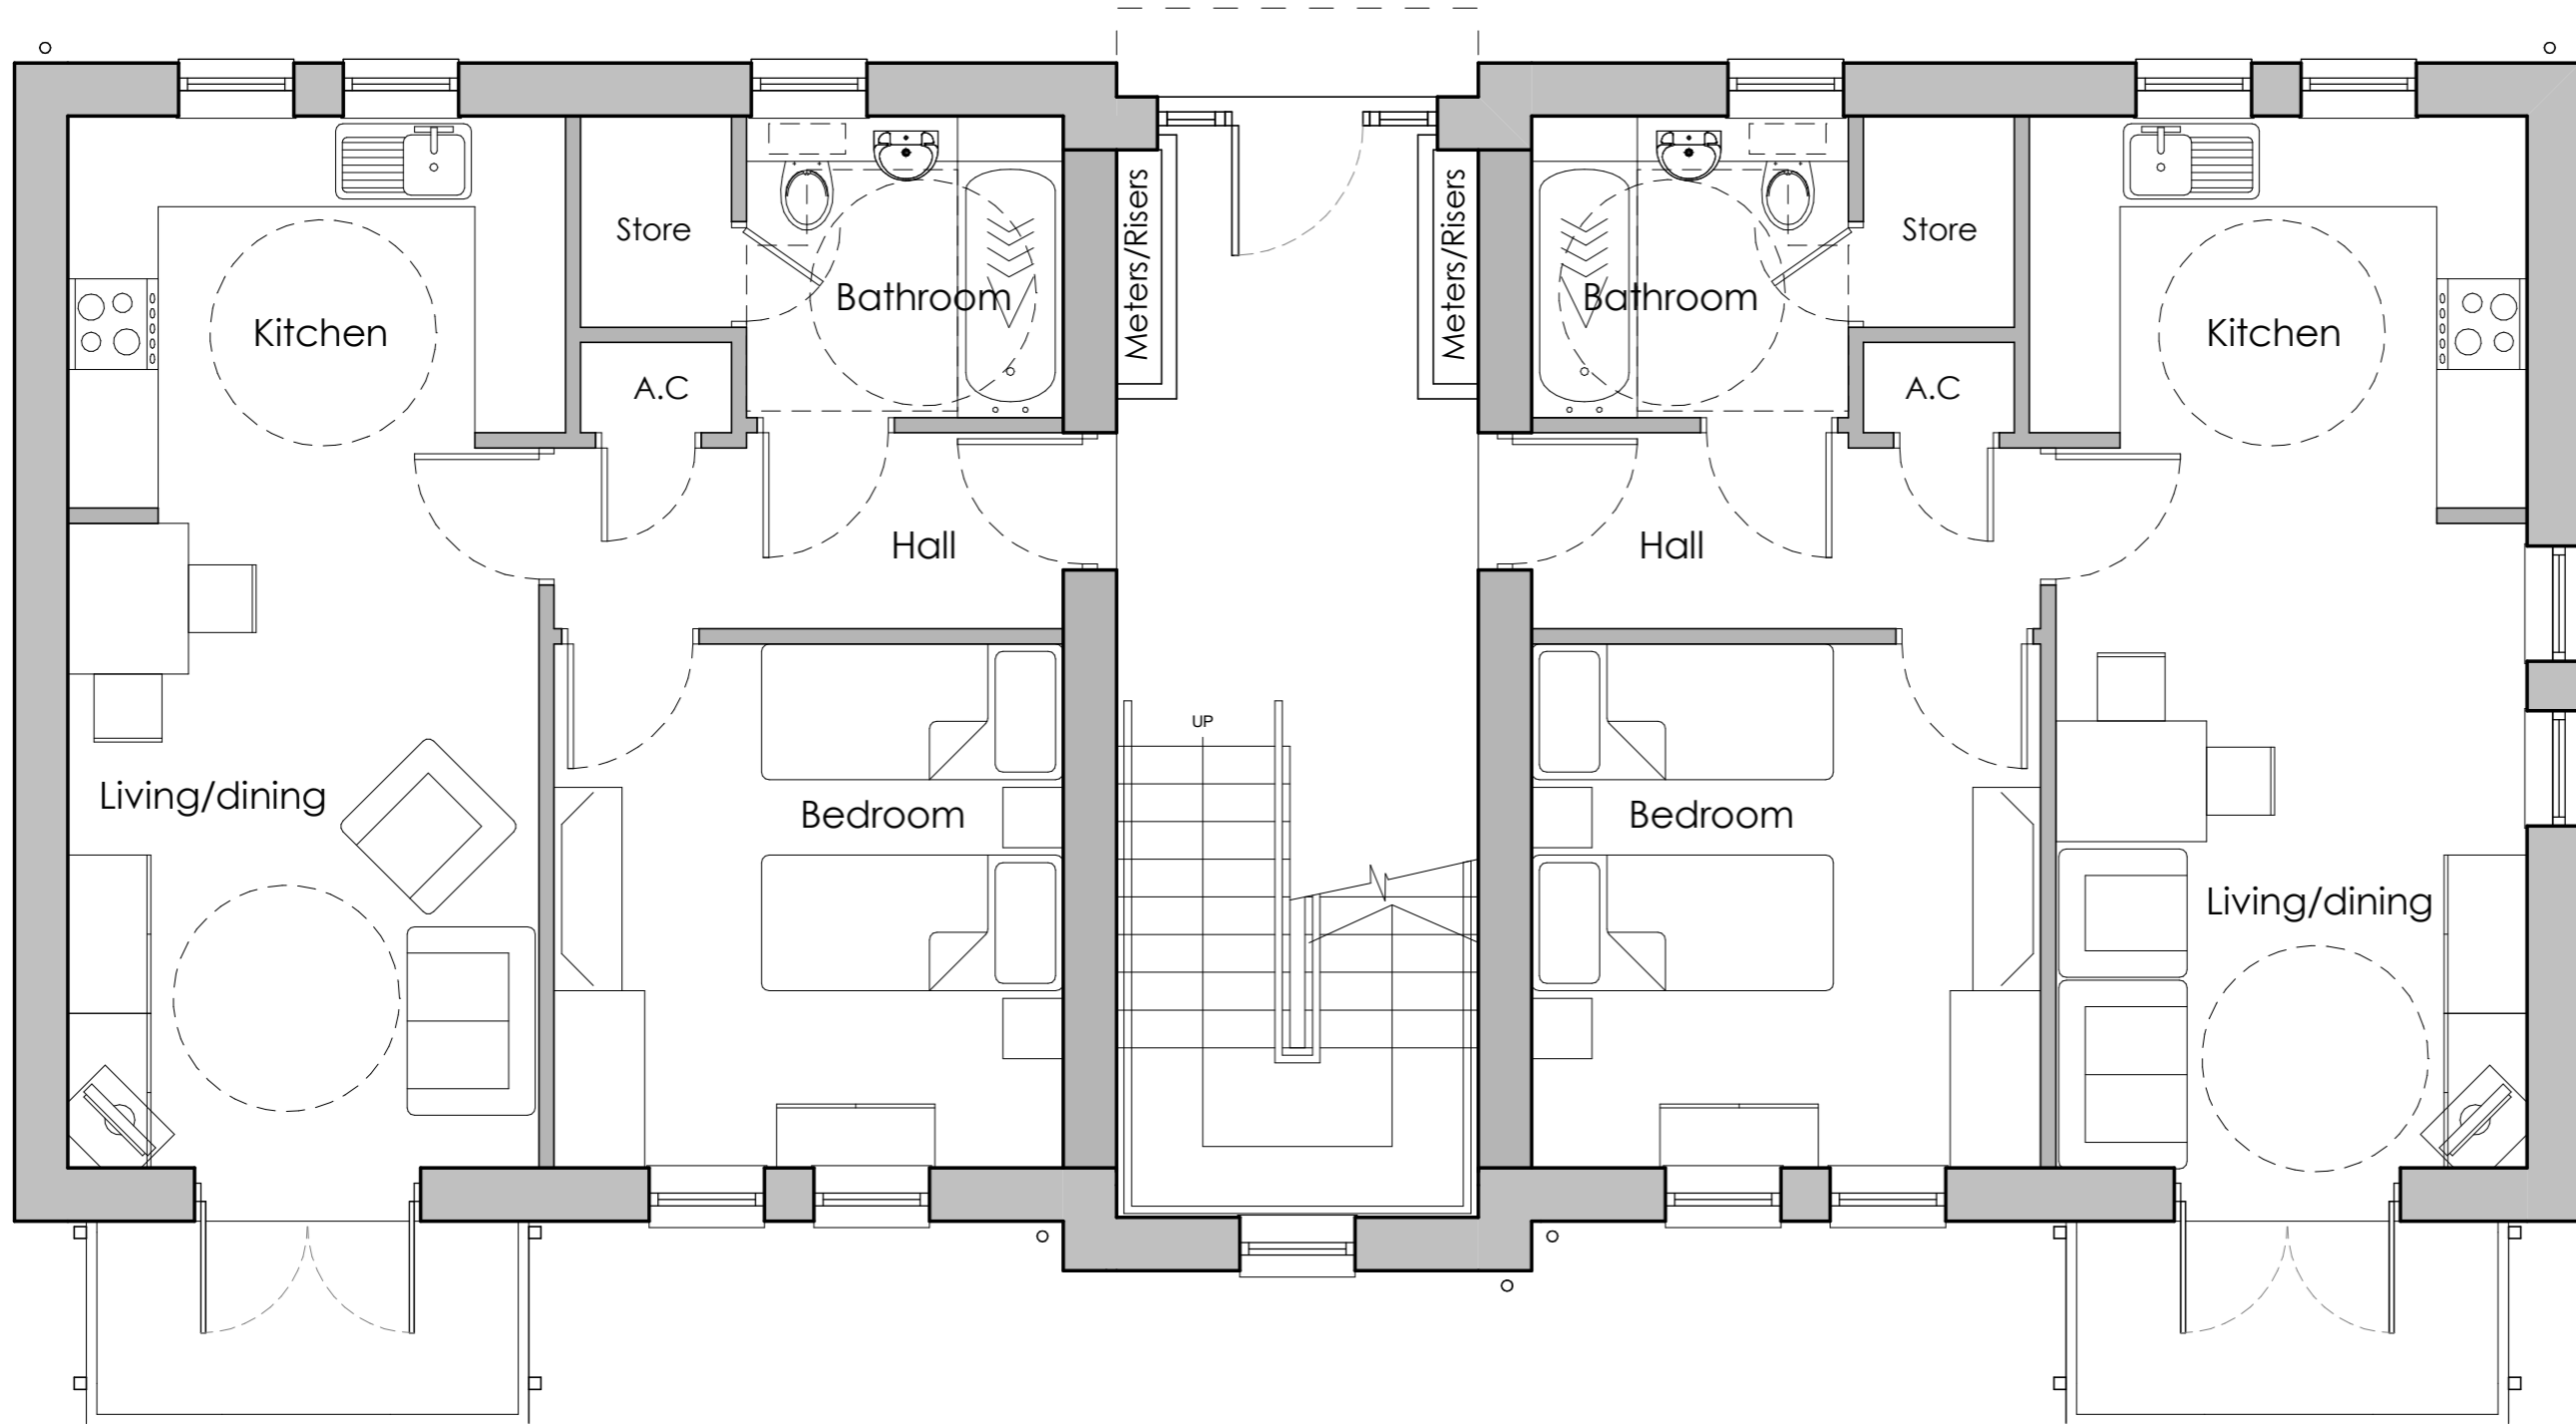 Meters/Risers
Meters/Risers
Store
Store
Bathroom
Bathroom
Kitchen
Kitchen
A.C
A.C
Hall
Hall
UP
Living/dining
Bedroom
Bedroom
Living/dining